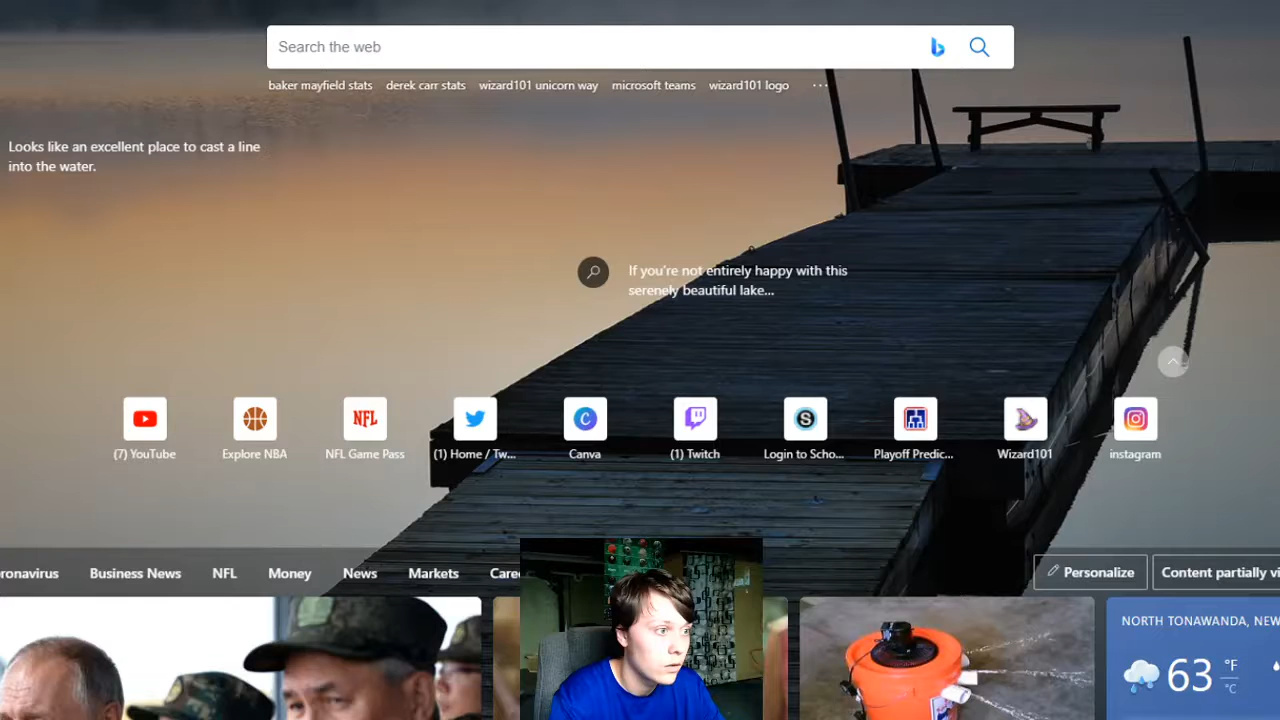 Search the web
baker mayfield stats derek carr stats wizard101 unicorn way microsoft teams wizard101 logo ...
Looks like an excellent place to cast a line
into the water.
If you're not entirely happy with this
serenely beautiful lake...
NFL
(7) YouTube Explore NBA NFL Game Pass (1) Home / Tw... Canva (1) Twitch Login to Scho... Playoff Predic... Wizard101 instagram
ronavirus Business News NFL Money News Markets Care Personalize Content partially vi
NORTH TONAWANDA, NEW
63 °F
°C